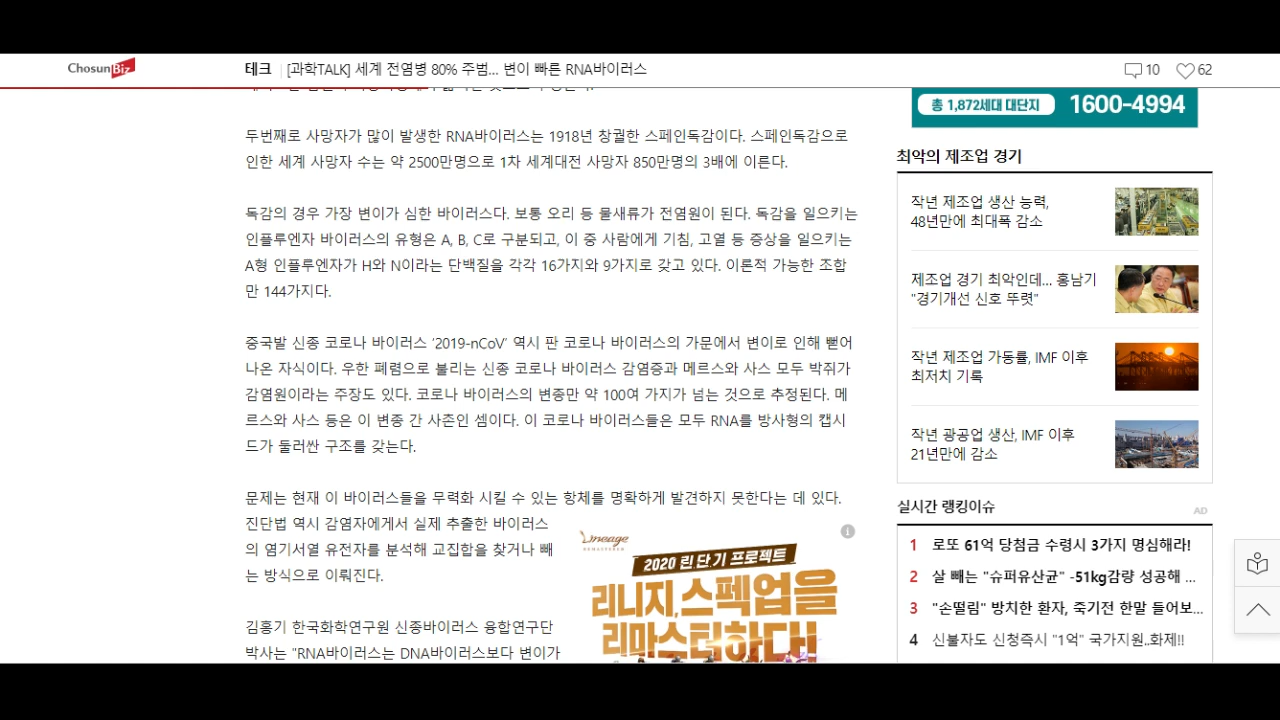 ChosunBiz
테크
[과학TALK] 세계 전염병 80% 주범... 변이 빠른 RNA바이러스
10
62
두번째로 사망자가 많이 발생한 RNA바이러스는 1918년 창궐한 스페인독감이다. 스페인독감으로
인한 세계 사망자 수는 약 2500만명으로 1차 세계대전 사망자 850만명의 3배에 이른다.
독감의 경우 가장 변이가 심한 바이러스다. 보통 오리 등 물새류가 전염원이 된다. 독감을 일으키는
인플루엔자 바이러스의 유형은 A, B, C로 구분되고, 이 중 사람에게 기침, 고열 등 증상을 일으키는
A형 인플루엔자가 H와 N이라는 단백질을 각각 16가지와 9가지로 갖고 있다. 이론적 가능한 조합
만 144가지다.
중국발 신종 코로나 바이러스 '2019-nCoV' 역시 판 코로나 바이러스의 가문에서 변이로 인해 뻗어
나온 자식이다. 우한 폐렴으로 불리는 신종 코로나 바이러스 감염증과 메르스와 사스 모두 박쥐가
감염원이라는 주장도 있다. 코로나 바이러스의 변종만 약 100여 가지가 넘는 것으로 추정된다. 메
르스와 사스 등은 이 변종 간 사촌인 셈이다. 이 코로나 바이러스들은 모두 RNA를 방사형의 캡시
드가 둘러싼 구조를 갖는다.
문제는 현재 이 바이러스들을 무력화 시킬 수 있는 항체를 명확하게 발견하지 못한다는 데 있다.
진단법 역시 감염자에게서 실제 추출한 바이러스
의 염기서열 유전자를 분석해 교집합을 찾거나 빼
는 방식으로 이뤄진다.
김홍기 한국화학연구원 신종바이러스 융합연구단
박사는 "RNA바이러스는 DNA바이러스보다 변이가
Lineage
REMASTERED
2020 린.단.기 프로젝트
리니지, 스펙업을
리마스터하다!
총 1,872세대 대단지
1600-4994
최악의 제조업 경기
작년 제조업 생산 능력,
48년만에 최대폭 감소
제조업 경기 최악인데... 홍남기
"경기개선 신호 뚜렷"
작년 제조업 가동률, IMF 이후
최저치 기록
작년 광공업 생산, IMF 이후
21년만에 감소
실시간 랭킹이슈
AD
1 로또 61억 당첨금 수령시 3가지 명심해라!
2 살 빼는 "슈퍼유산균" -51kg감량 성공해 ...
3 "손떨림" 방치한 환자, 죽기전 한말 들어보...
4 신불자도 신청즉시 "1억" 국가지원..화제!!